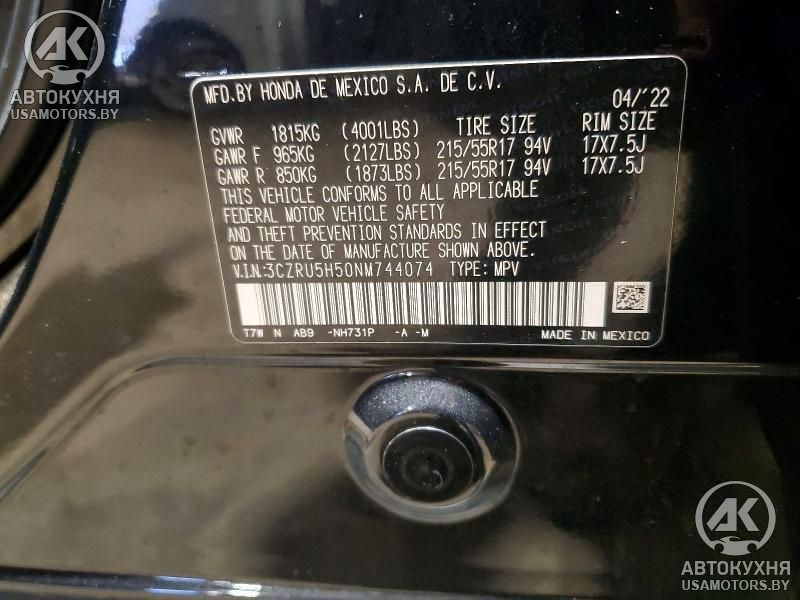 AK
АВТОКУХНЯ
USAMOTORS.BY
MFD.BY HONDA DE MEXICO S.A. DE C.V.
04/'22
GVWR 1815KG (4001LBS) TIRE SIZE RIM SIZE
GAWR F 965KG (2127LBS) 215/55R17 94V 17X7.5J
GAWR R 850KG (1873LBS) 215/55R17 94V 17X7.5J
THIS VEHICLE CONFORMS TO ALL APPLICABLE
FEDERAL MOTOR VEHICLE SAFETY
AND THEFT PREVENTION STANDARDS IN EFFECT
ON THE DATE OF MANUFACTURE SHOWN ABOVE.
V.I.N:3CZRU5H50NM744074 TYPE: MPV
T7W N AB9 -NH731P -A -M MADE IN MEXICO
AK
АВТОКУХНЯ
USAMOTORS.BY